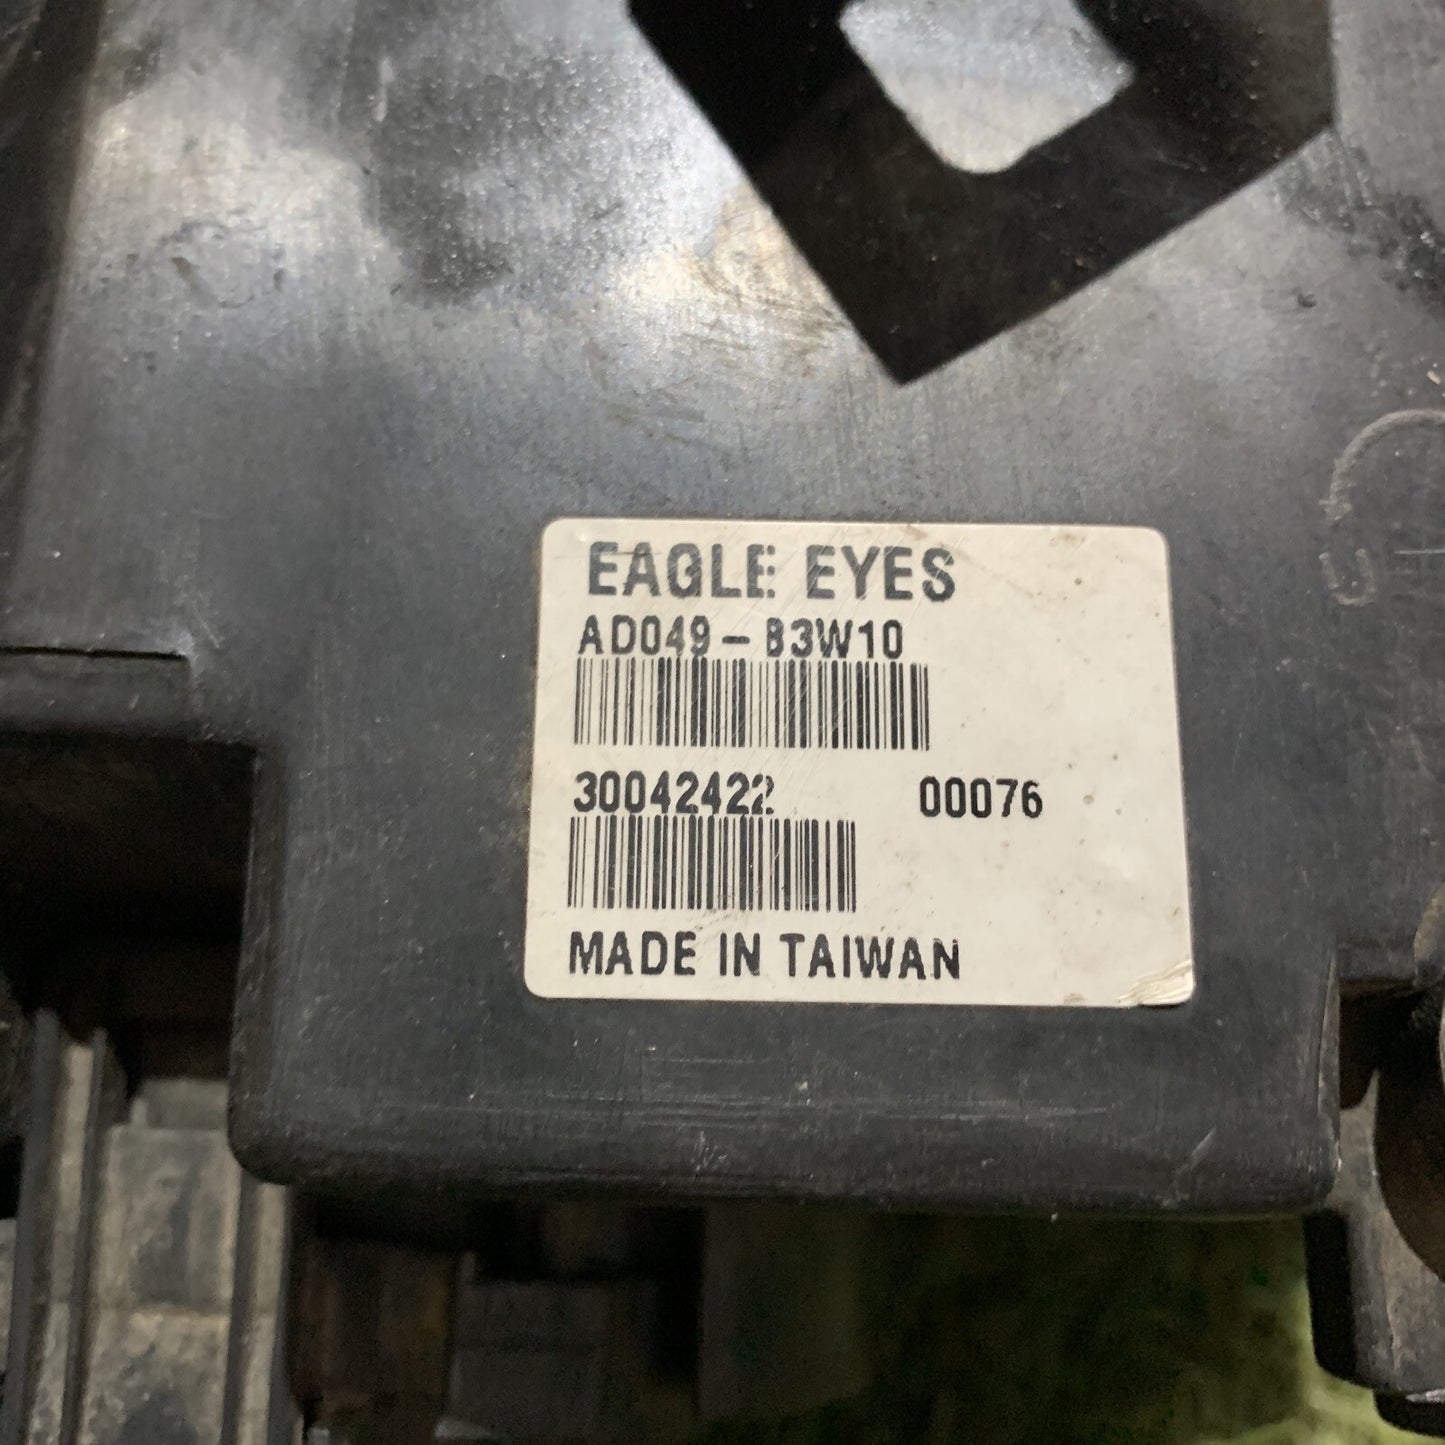 EAGLE EYES
AD049-B3W10
30042422 00076
MADE IN TAIWAN